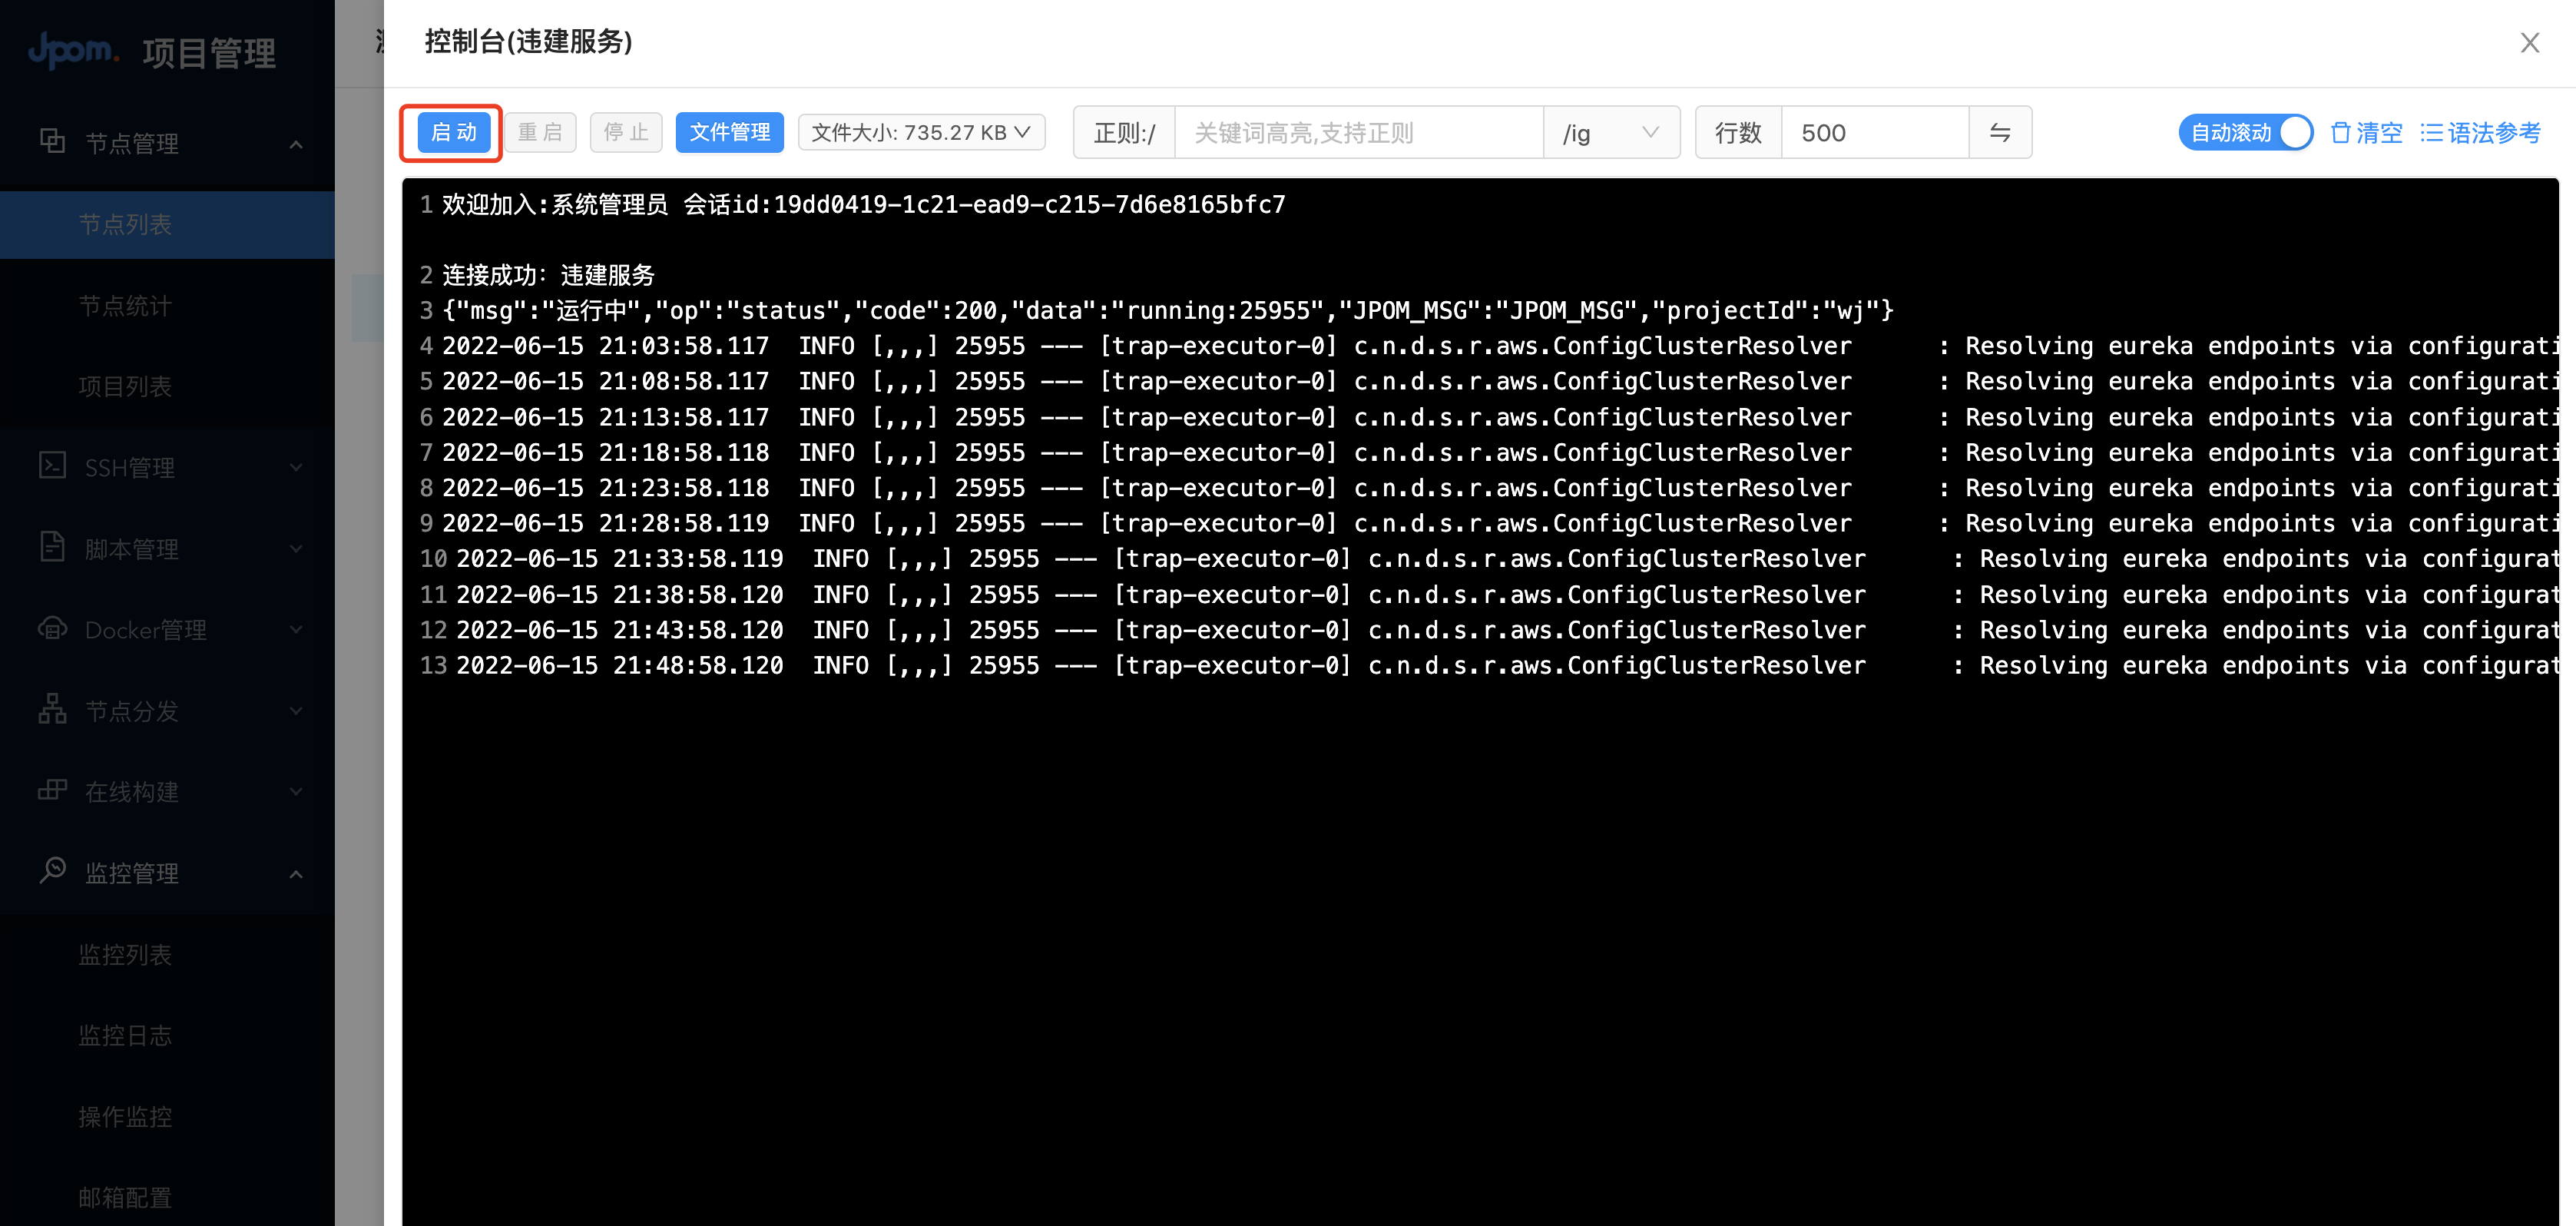 Jpom. 项目管理
节点管理
节点列表
节点统计
项目列表
SSH管理
脚本管理
Docker管理
节点分发
在线构建
监控管理
监控列表
监控日志
操作监控
邮箱配置
控制台(违建服务)
启 动 重 启 停 止 文件管理 文件大小: 735.27 KB 正则:/ 关键词高亮,支持正则 /ig 行数 500 自动滚动 清空 语法参考
1 欢迎加入:系统管理员 会话id:19dd0419-1c21-ead9-c215-7d6e8165bfc7
2 连接成功：违建服务
3 {"msg":"运行中","op":"status","code":200,"data":"running:25955","JPOM_MSG":"JPOM_MSG","projectId":"wj"}
4 2022-06-15 21:03:58.117  INFO [,,,] 25955 --- [trap-executor-0] c.n.d.s.r.aws.ConfigClusterResolver      : Resolving eureka endpoints via configurati
5 2022-06-15 21:08:58.117  INFO [,,,] 25955 --- [trap-executor-0] c.n.d.s.r.aws.ConfigClusterResolver      : Resolving eureka endpoints via configurati
6 2022-06-15 21:13:58.117  INFO [,,,] 25955 --- [trap-executor-0] c.n.d.s.r.aws.ConfigClusterResolver      : Resolving eureka endpoints via configurati
7 2022-06-15 21:18:58.118  INFO [,,,] 25955 --- [trap-executor-0] c.n.d.s.r.aws.ConfigClusterResolver      : Resolving eureka endpoints via configurati
8 2022-06-15 21:23:58.118  INFO [,,,] 25955 --- [trap-executor-0] c.n.d.s.r.aws.ConfigClusterResolver      : Resolving eureka endpoints via configurati
9 2022-06-15 21:28:58.119  INFO [,,,] 25955 --- [trap-executor-0] c.n.d.s.r.aws.ConfigClusterResolver      : Resolving eureka endpoints via configurati
10 2022-06-15 21:33:58.119  INFO [,,,] 25955 --- [trap-executor-0] c.n.d.s.r.aws.ConfigClusterResolver      : Resolving eureka endpoints via configurat
11 2022-06-15 21:38:58.120  INFO [,,,] 25955 --- [trap-executor-0] c.n.d.s.r.aws.ConfigClusterResolver      : Resolving eureka endpoints via configurat
12 2022-06-15 21:43:58.120  INFO [,,,] 25955 --- [trap-executor-0] c.n.d.s.r.aws.ConfigClusterResolver      : Resolving eureka endpoints via configurat
13 2022-06-15 21:48:58.120  INFO [,,,] 25955 --- [trap-executor-0] c.n.d.s.r.aws.ConfigClusterResolver      : Resolving eureka endpoints via configurat